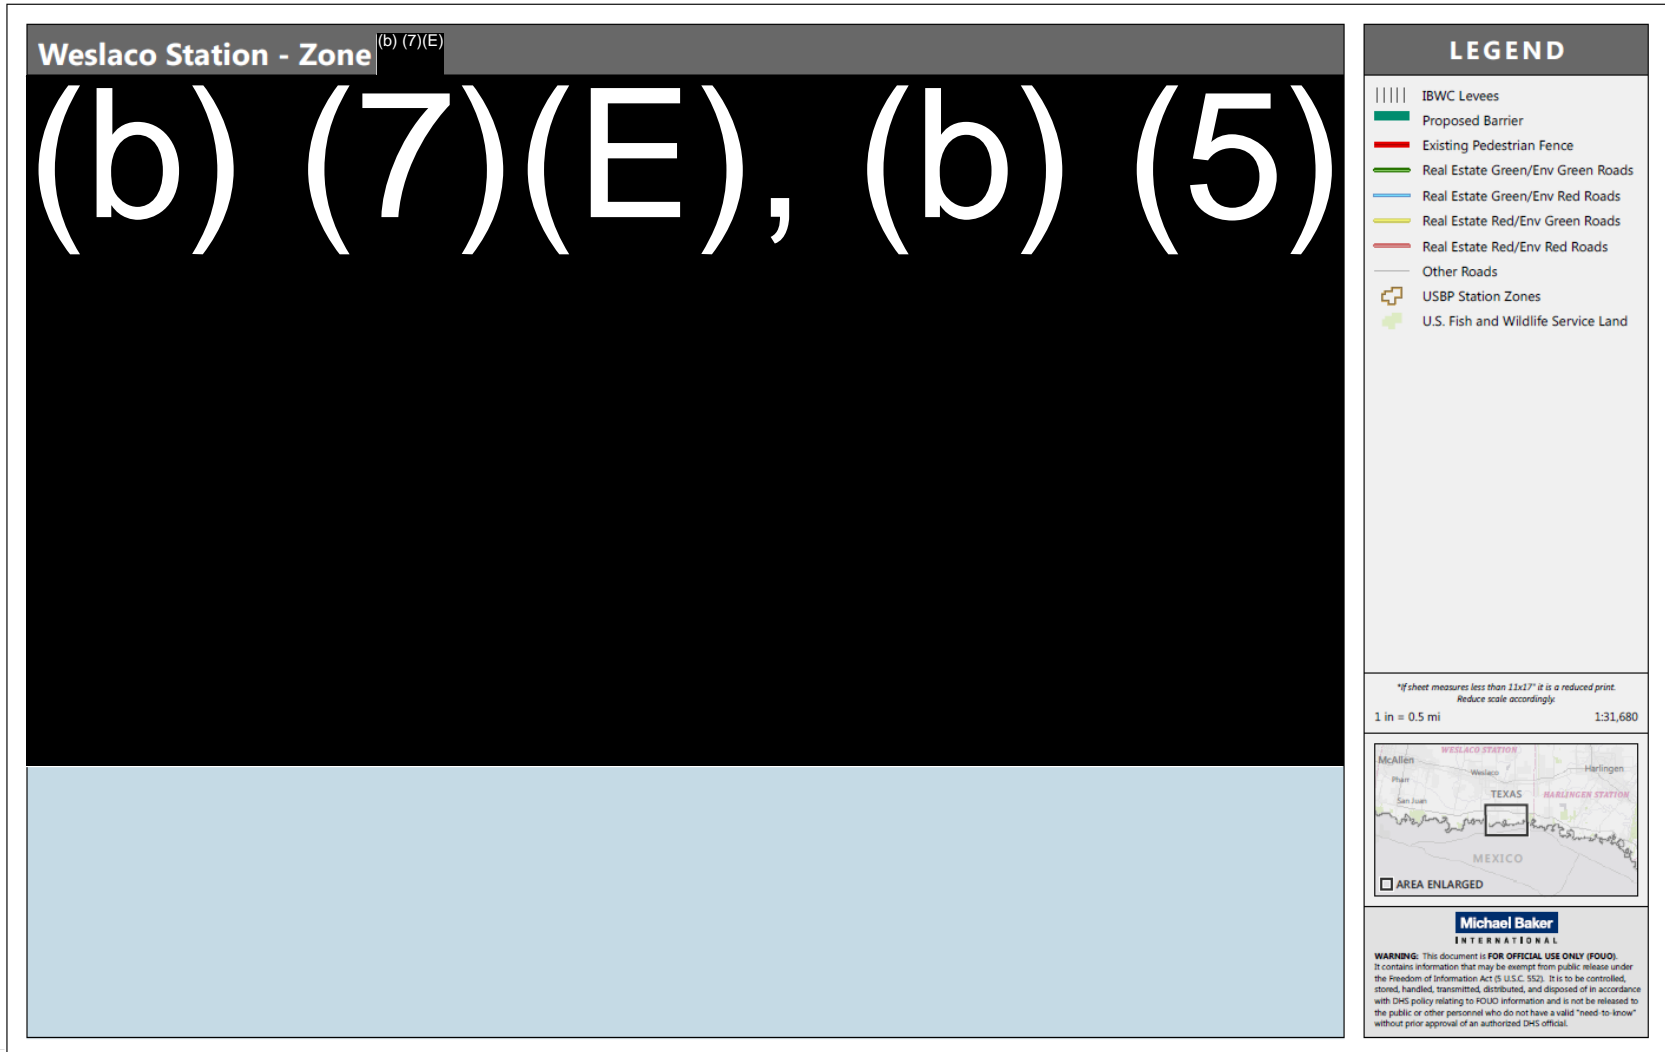 Weslaco Station - Zone (b) (7)(E)
(b) (7)(E), (b) (5)
LEGEND
IBWC Levees
Proposed Barrier
Existing Pedestrian Fence
Real Estate Green/Env Green Roads
Real Estate Green/Env Red Roads
Real Estate Red/Env Green Roads
Real Estate Red/Env Red Roads
Other Roads
USBP Station Zones
U.S. Fish and Wildlife Service Land
*If sheet measures less than 11x17" it is a reduced print.
Reduce scale accordingly.
1 in = 0.5 mi 1:31,680
WESLACO STATION
McAllen
Weslaco
Harlingen
Pharr
TEXAS
HARLINGEN STATION
San Juan
MEXICO
AREA ENLARGED
Michael Baker
INTERNATIONAL
WARNING: This document is FOR OFFICIAL USE ONLY (FOUO).
It contains information that may be exempt from public release under
the Freedom of Information Act (5 U.S.C. 552). It is to be controlled,
stored, handled, transmitted, distributed, and disposed of in accordance
with DHS policy relating to FOUO information and is not be released to
the public or other personnel who do not have a valid "need-to-know"
without prior approval of an authorized DHS official.